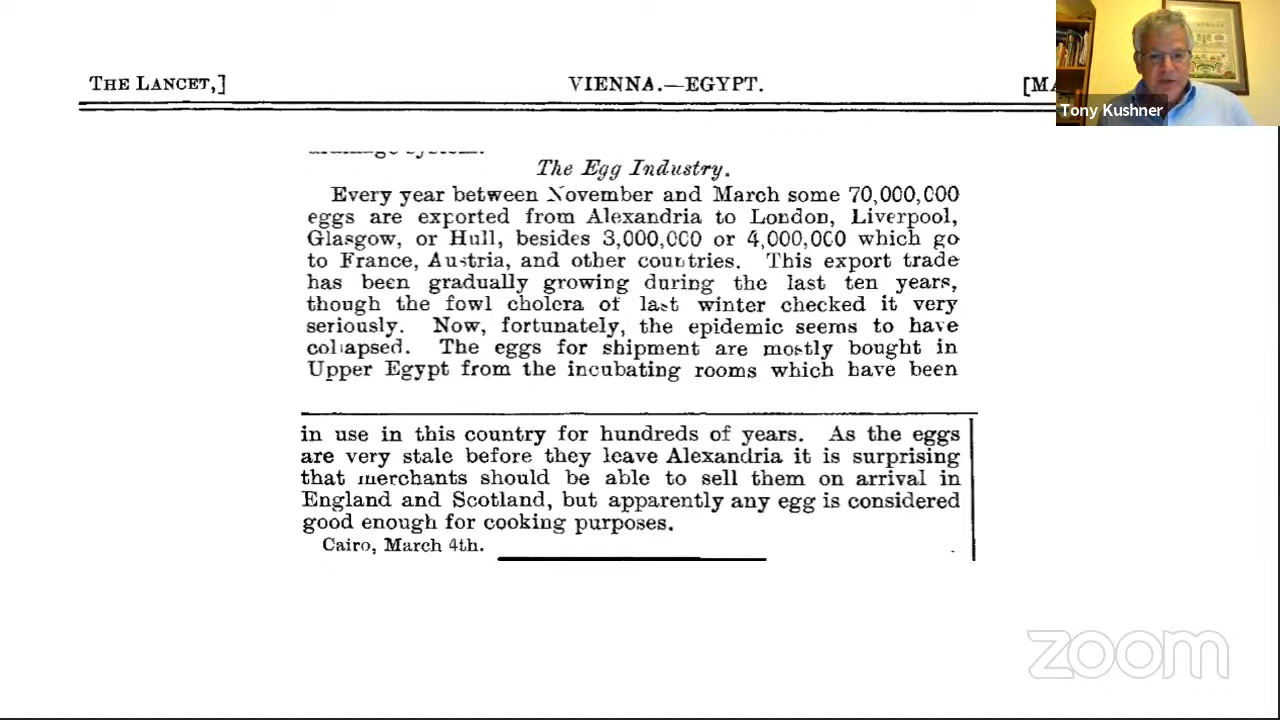 THE LANCET,]
VIENNA.—EGYPT.
[MA
Tony Kushner
The Egg Industry.
Every year between November and March some 70,000,000
eggs are exported from Alexandria to London, Liverpool,
Glasgow, or Hull, besides 3,000,000 or 4,000,000 which go
to France, Austria, and other countries. This export trade
has been gradually growing during the last ten years,
though the fowl cholera of last winter checked it very
seriously. Now, fortunately, the epidemic seems to have
collapsed. The eggs for shipment are mostly bought in
Upper Egypt from the incubating rooms which have been
in use in this country for hundreds of years. As the eggs
are very stale before they leave Alexandria it is surprising
that merchants should be able to sell them on arrival in
England and Scotland, but apparently any egg is considered
good enough for cooking purposes.
Cairo, March 4th.
zoom